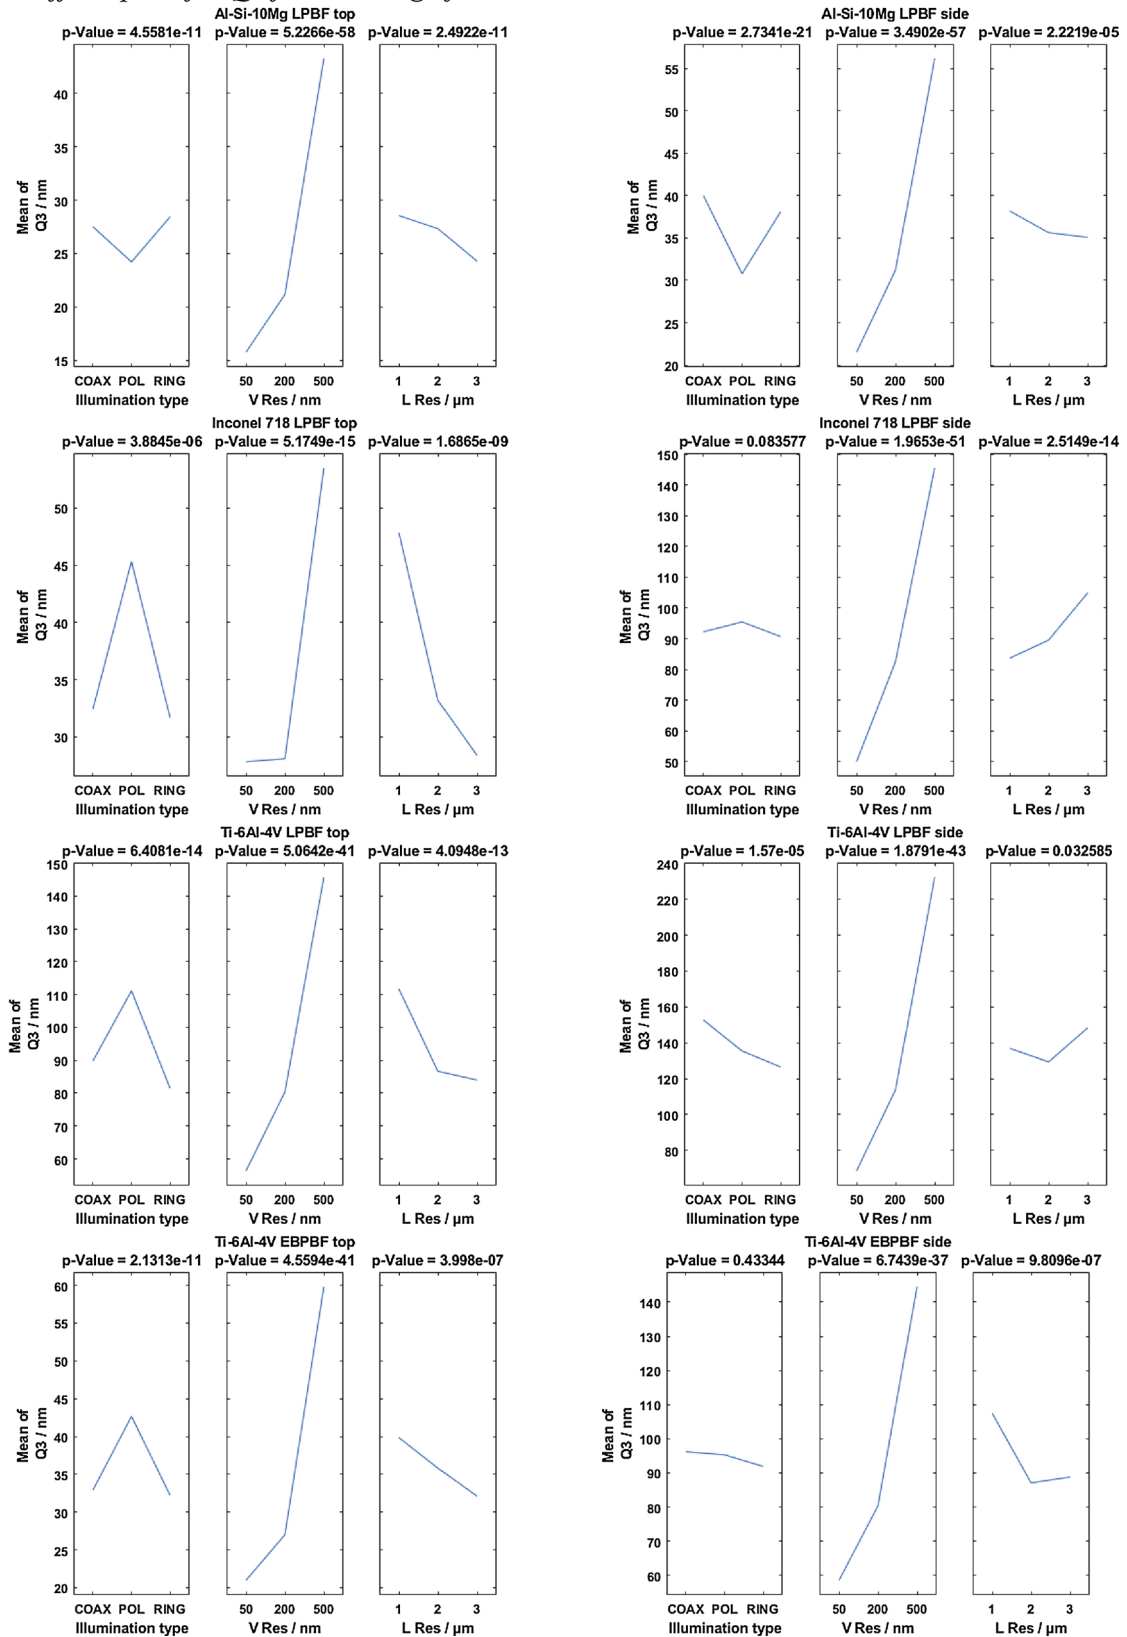 Al-Si-10Mg LPBF top
p-Value = 4.5581e-11 p-Value = 5.2266e-58 p-Value = 2.4922e-11
40
35
30
25
20
15
Mean of
Q3 / nm
COAX POL RING 50 200 500 1 2 3
Illumination type V Res / nm L Res / µm
Al-Si-10Mg LPBF side
p-Value = 2.7341e-21 p-Value = 3.4902e-57 p-Value = 2.2219e-05
55
50
45
40
35
30
25
20
Mean of
Q3 / nm
COAX POL RING 50 200 500 1 2 3
Illumination type V Res / nm L Res / µm
Inconel 718 LPBF top
p-Value = 3.8845e-06 p-Value = 5.1749e-15 p-Value = 1.6865e-09
50
45
40
35
30
Mean of
Q3 / nm
COAX POL RING 50 200 500 1 2 3
Illumination type V Res / nm L Res / µm
Inconel 718 LPBF side
p-Value = 0.083577 p-Value = 1.9653e-51 p-Value = 2.5149e-14
150
140
130
120
110
100
90
80
70
60
50
Mean of
Q3 / nm
COAX POL RING 50 200 500 1 2 3
Illumination type V Res / nm L Res / µm
Ti-6Al-4V LPBF top
p-Value = 6.4081e-14 p-Value = 5.0642e-41 p-Value = 4.0948e-13
150
140
130
120
110
100
90
80
70
60
Mean of
Q3 / nm
COAX POL RING 50 200 500 1 2 3
Illumination type V Res / nm L Res / µm
Ti-6Al-4V LPBF side
p-Value = 1.57e-05 p-Value = 1.8791e-43 p-Value = 0.032585
240
220
200
180
160
140
120
100
80
Mean of
Q3 / nm
COAX POL RING 50 200 500 1 2 3
Illumination type V Res / nm L Res / µm
Ti-6Al-4V EBPBF top
p-Value = 2.1313e-11 p-Value = 4.5594e-41 p-Value = 3.998e-07
60
55
50
45
40
35
30
25
20
Mean of
Q3 / nm
COAX POL RING 50 200 500 1 2 3
Illumination type V Res / nm L Res / µm
Ti-6Al-4V EBPBF side
p-Value = 0.43344 p-Value = 6.7439e-37 p-Value = 9.8096e-07
140
130
120
110
100
90
80
70
60
Mean of
Q3 / nm
COAX POL RING 50 200 500 1 2 3
Illumination type V Res / nm L Res / µm